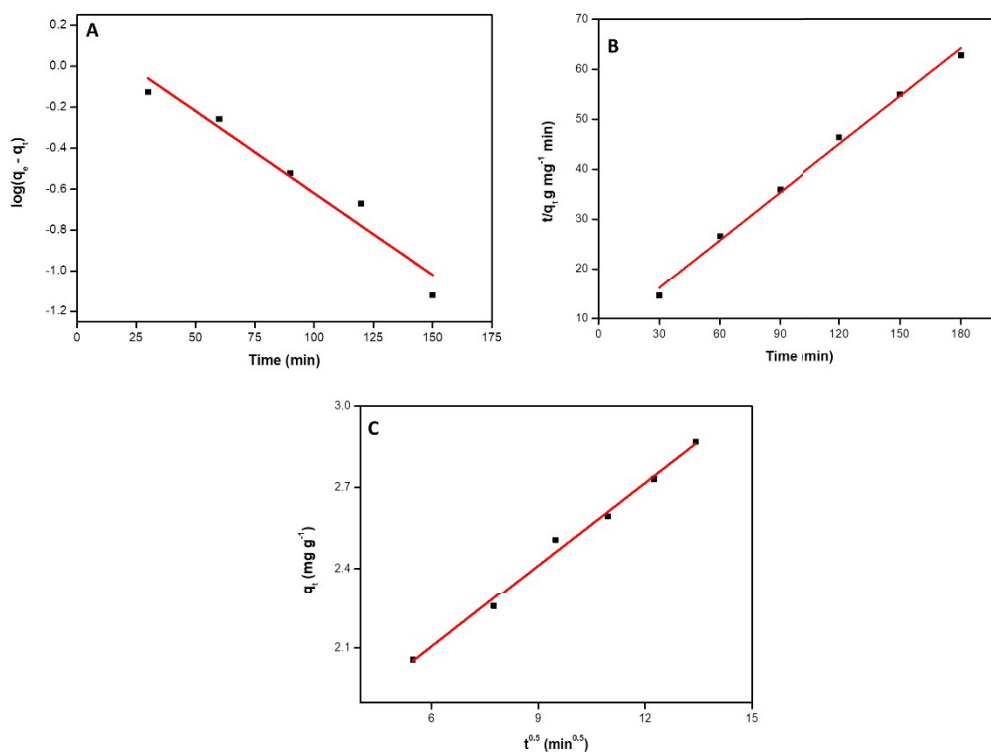 A
0.2
0.0
-0.2
-0.4
-0.6
-0.8
-1.0
-1.2
log(qe - qt)
0 25 50 75 100 125 150 175
Time (min)
B
70
60
50
40
30
20
10
t/qt g mg-1 min
0 30 60 90 120 150 180
Time (min)
C
3.0
2.7
2.4
2.1
qt (mg g-1)
6 9 12 15
t0.5 (min0.5)